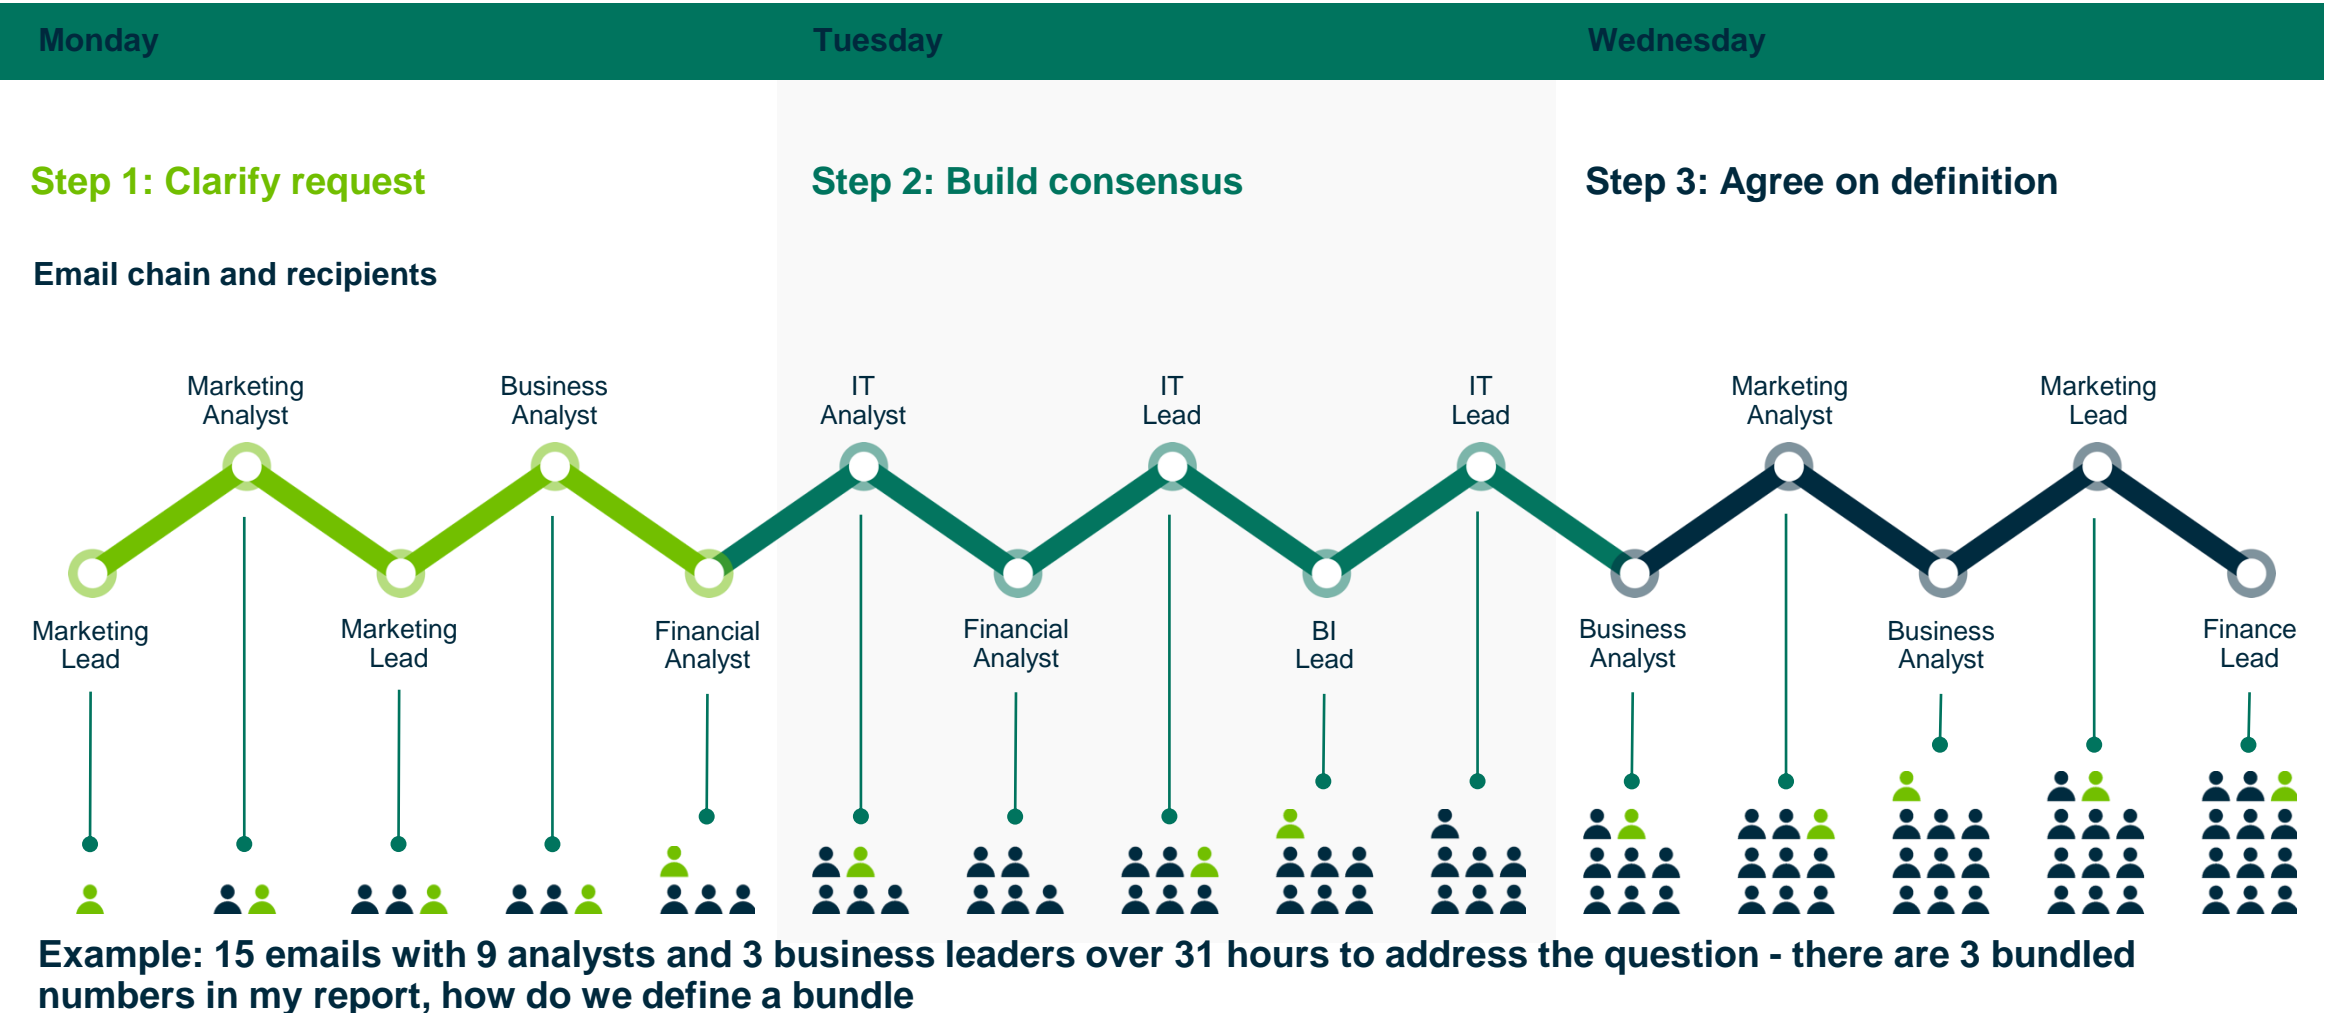 Monday
Tuesday
Wednesday
Step 1: Clarify request
Step 2: Build consensus
Step 3: Agree on definition
Email chain and recipients
Marketing
Analyst
Business
Analyst
IT
Analyst
IT
Lead
IT
Lead
Marketing
Analyst
Marketing
Lead
Marketing
Lead
Marketing
Lead
Financial
Analyst
Financial
Analyst
BI
Lead
Business
Analyst
Business
Analyst
Finance
Lead
Example: 15 emails with 9 analysts and 3 business leaders over 31 hours to address the question - there are 3 bundled
numbers in my report, how do we define a bundle